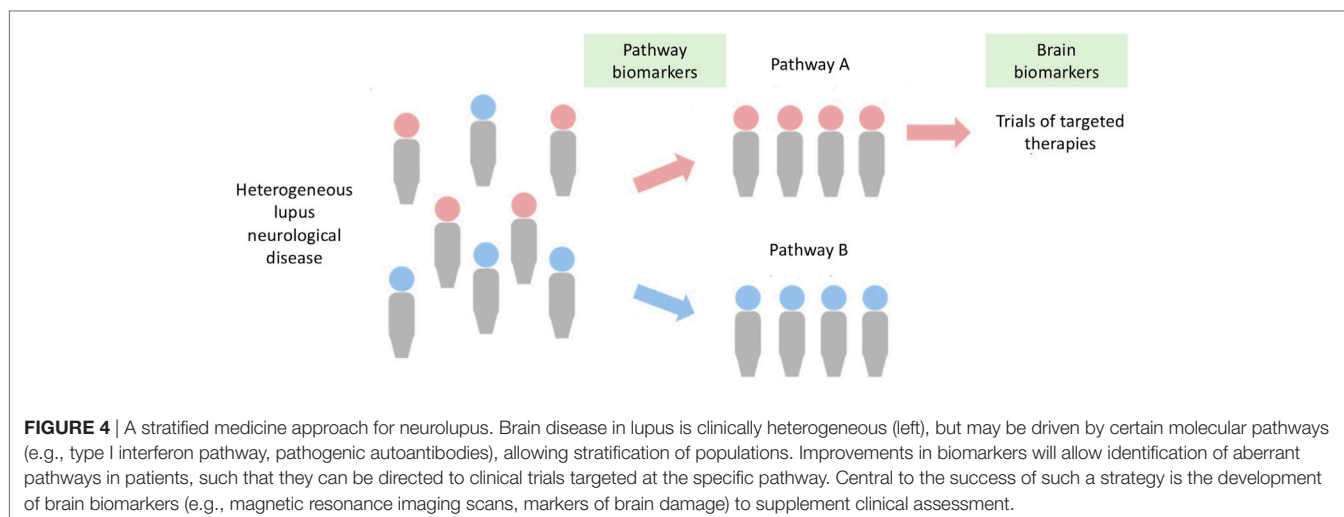 Pathway
biomarkers
Pathway A
Brain
biomarkers
Trials of targeted
therapies
Heterogeneous
lupus
neurological
disease
Pathway B
FIGURE 4 | A stratified medicine approach for neurolupus. Brain disease in lupus is clinically heterogeneous (left), but may be driven by certain molecular pathways
(e.g., type I interferon pathway, pathogenic autoantibodies), allowing stratification of populations. Improvements in biomarkers will allow identification of aberrant
pathways in patients, such that they can be directed to clinical trials targeted at the specific pathway. Central to the success of such a strategy is the development
of brain biomarkers (e.g., magnetic resonance imaging scans, markers of brain damage) to supplement clinical assessment.